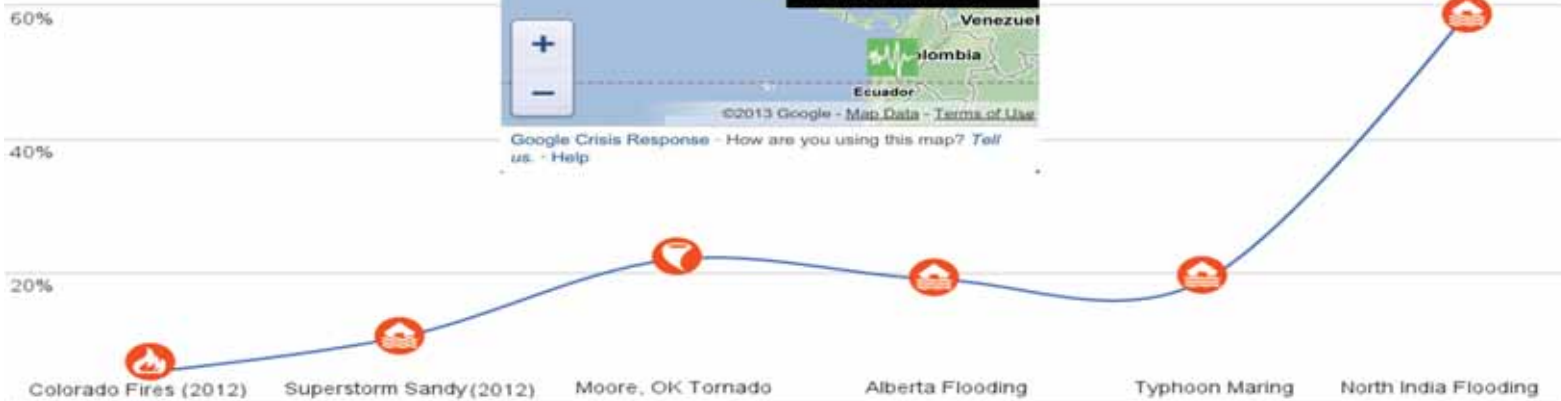 60%
Venezuel
olombia
Ecuador
©2013 Google - Map Data - Terms of Use
Google Crisis Response · How are you using this map? Tell
us. · Help
40%
20%
Colorado Fires (2012) Superstorm Sandy (2012) Moore, OK Tornado Alberta Flooding Typhoon Maring North India Flooding